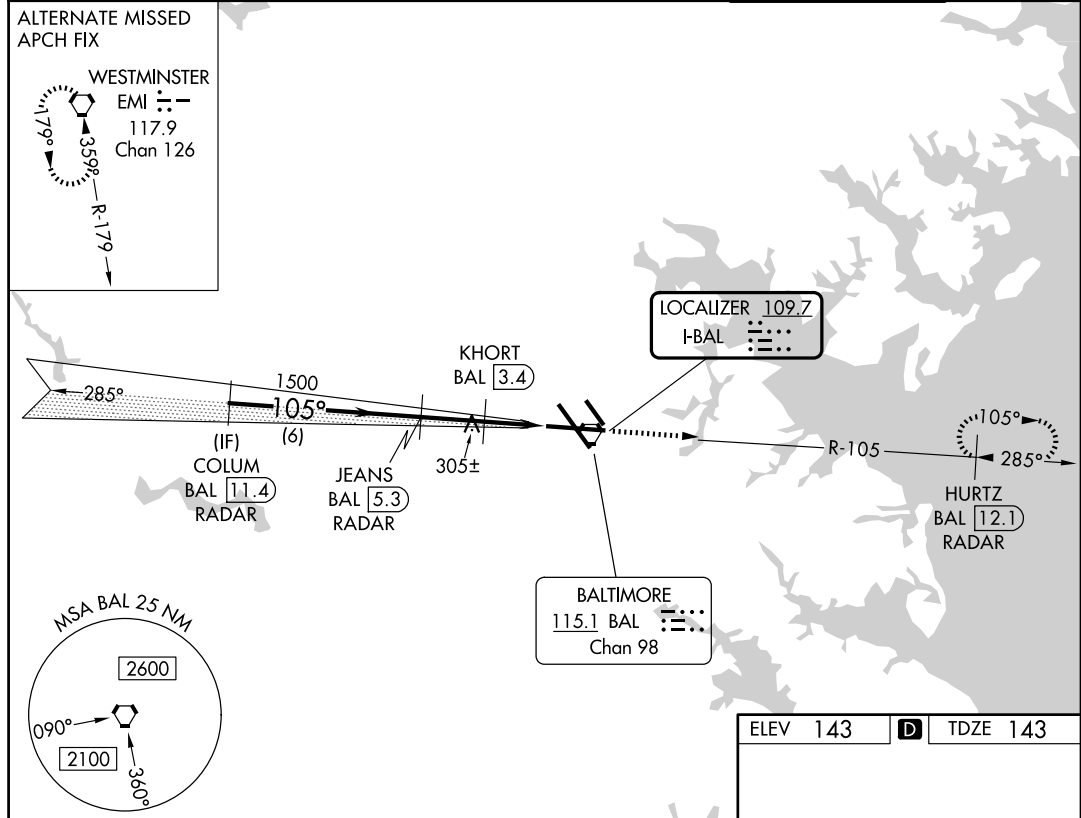 ALTERNATE MISSED
APCH FIX
WESTMINSTER
EMI
117.9
Chan 126
179°
359°
R-179
LOCALIZER 109.7
I-BAL
KHORT
BAL 3.4
285°
1500
105°
(6)
(IF)
COLUM
BAL 11.4
RADAR
JEANS
BAL 5.3
RADAR
305±
R-105
105°
285°
HURTZ
BAL 12.1
RADAR
BALTIMORE
115.1 BAL
Chan 98
MSA BAL 25 NM
2600
090°
2100
360°
ELEV 143 D TDZE 143